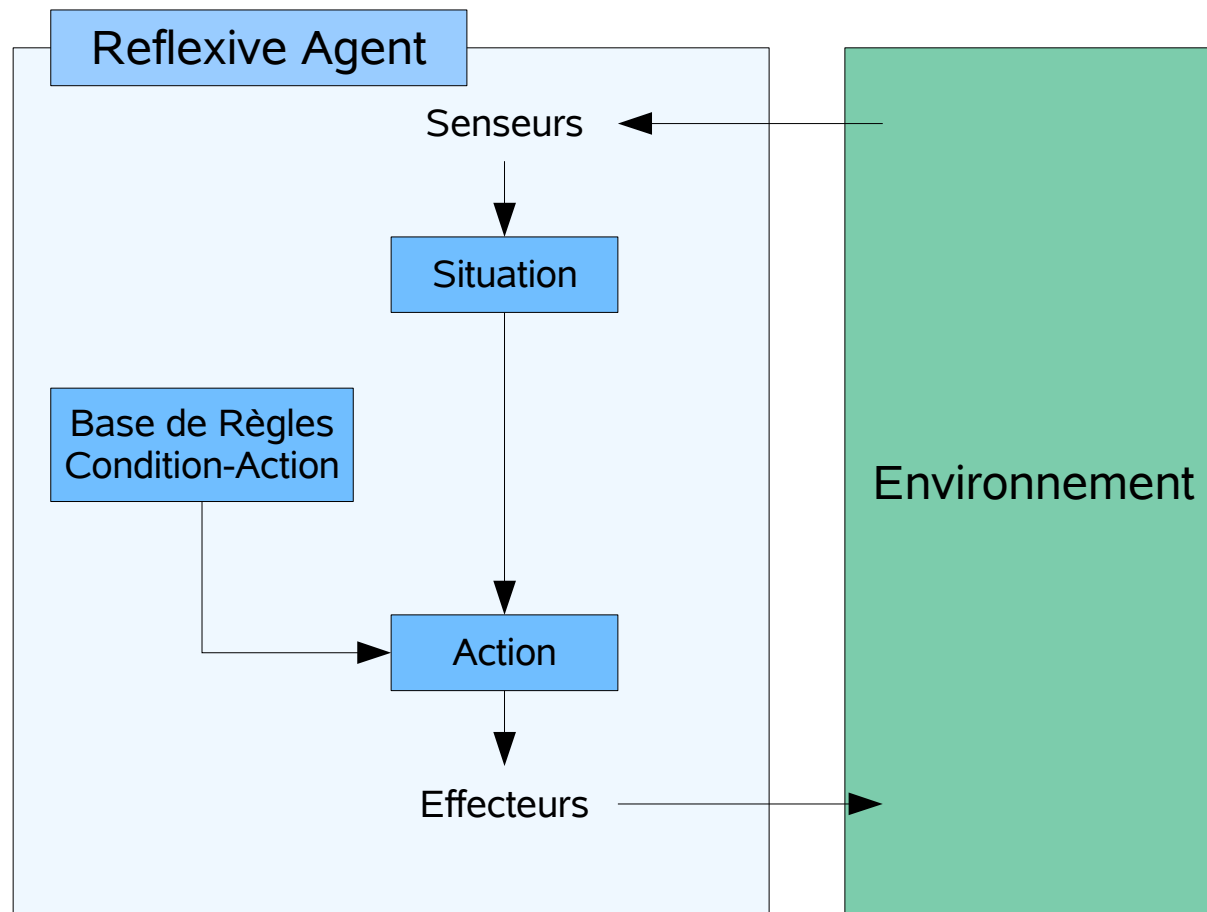 Reflexive Agent
Senseurs
Situation
Base de Règles
Condition-Action
Environnement
Action
Effecteurs